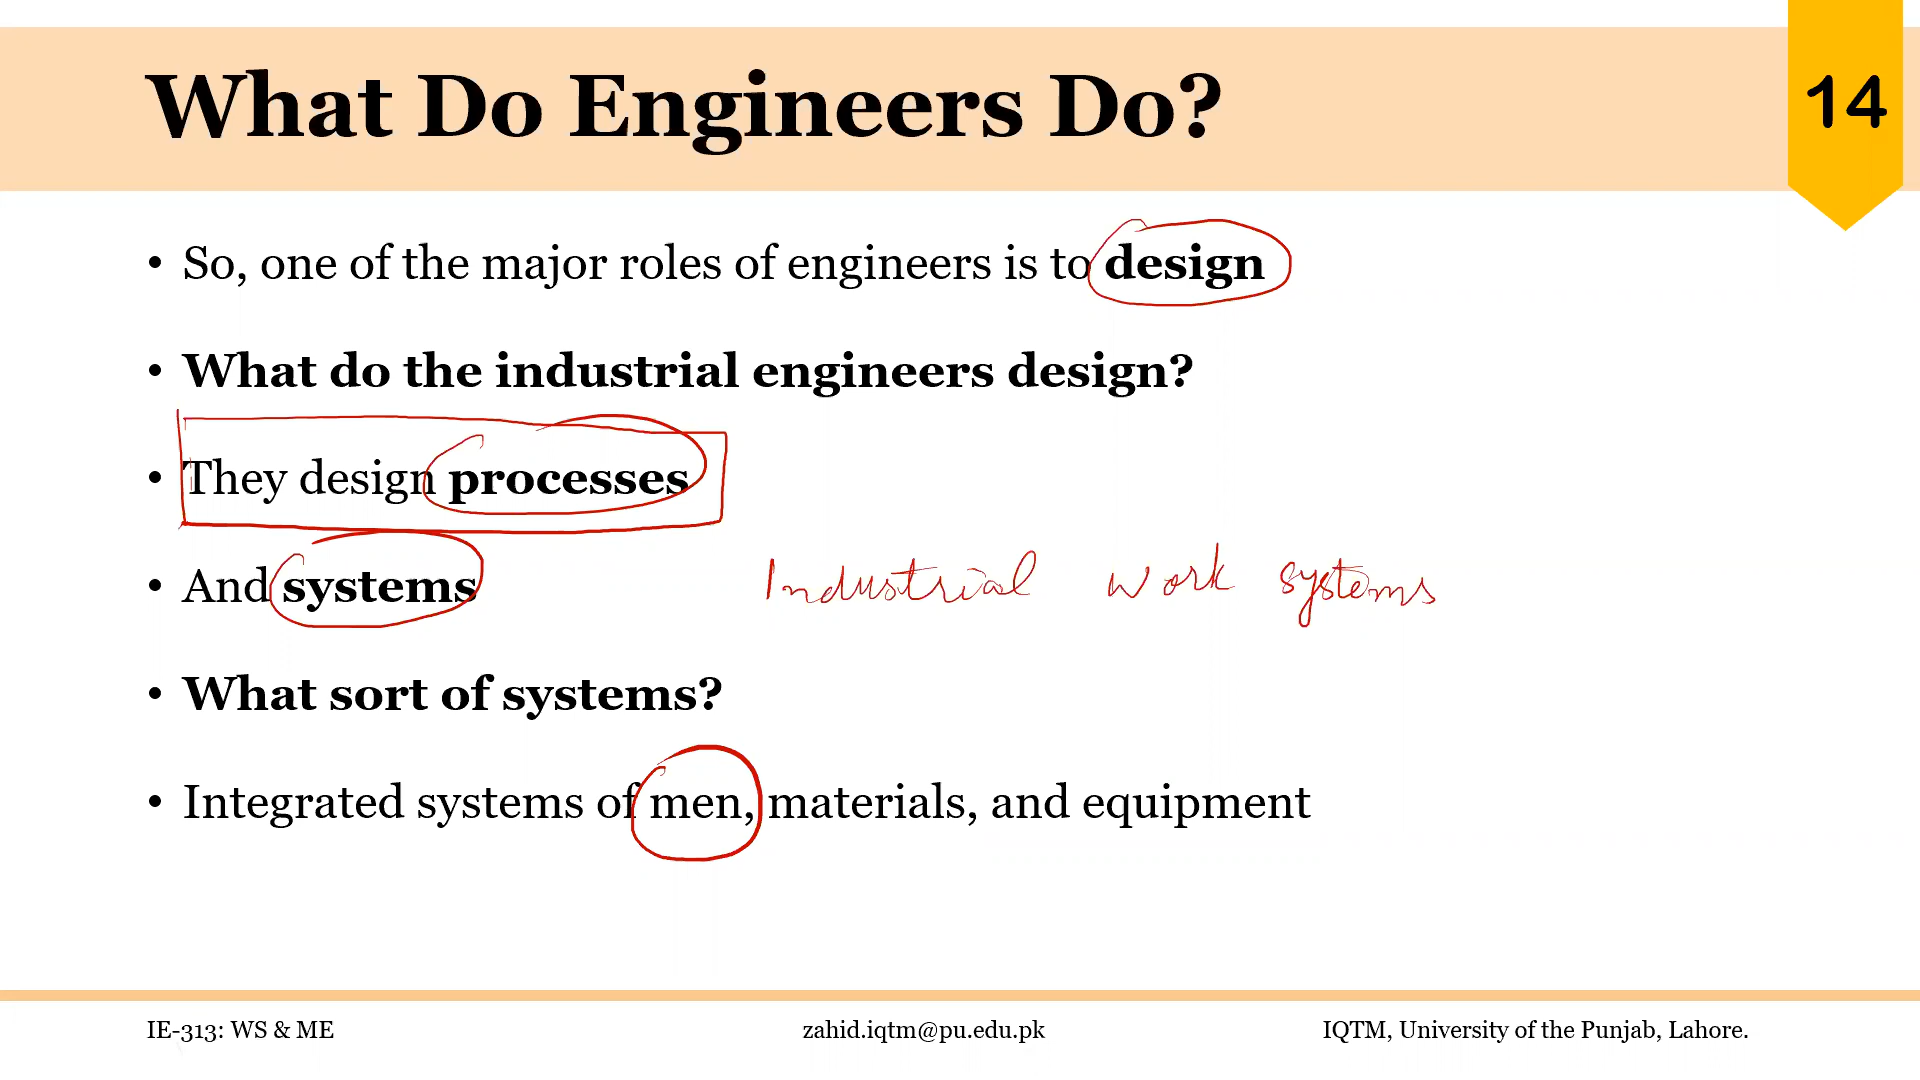 What Do Engineers Do?
14
• So, one of the major roles of engineers is to design
• What do the industrial engineers design?
• They design processes
• And systems
Industrial work systems
• What sort of systems?
• Integrated systems of men, materials, and equipment
IE-313: WS & ME
zahid.iqtm@pu.edu.pk
IQTM, University of the Punjab, Lahore.